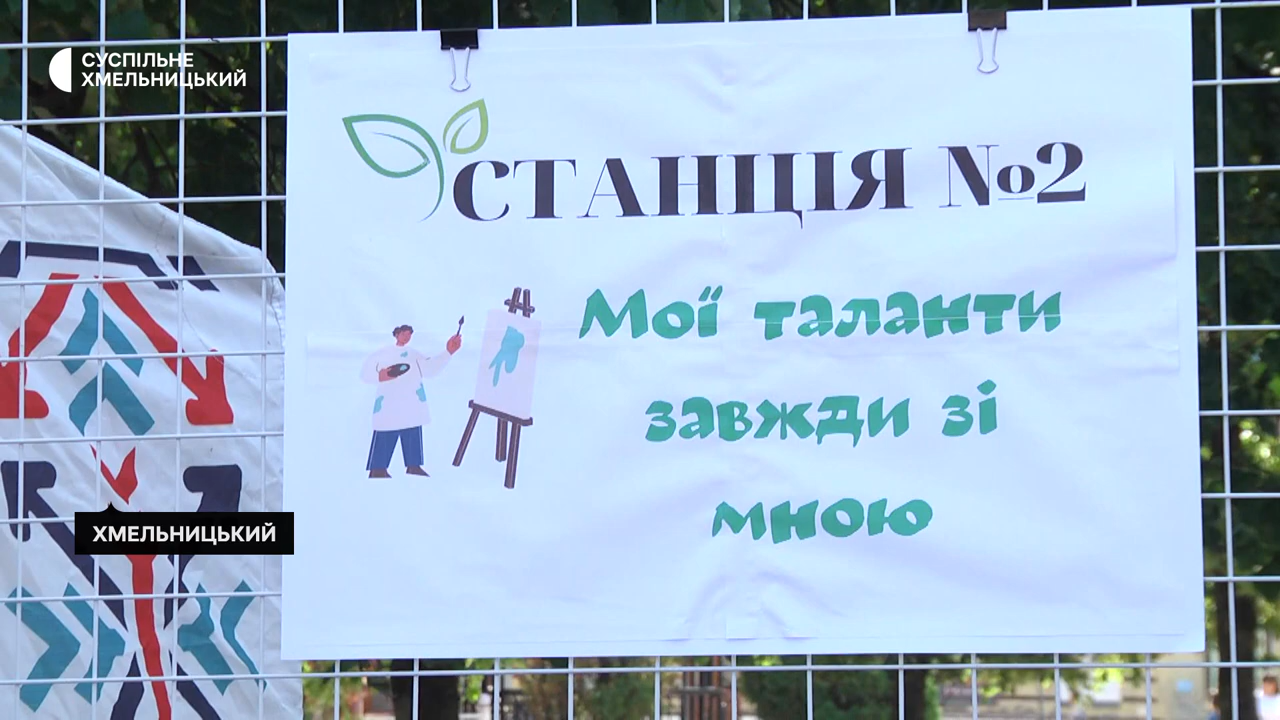 СУСПІЛЬНЕ
ХМЕЛЬНИЦЬКИЙ
СТАНЦІЯ №2
Мої таланти
завжди зі
мною
ХМЕЛЬНИЦЬКИЙ